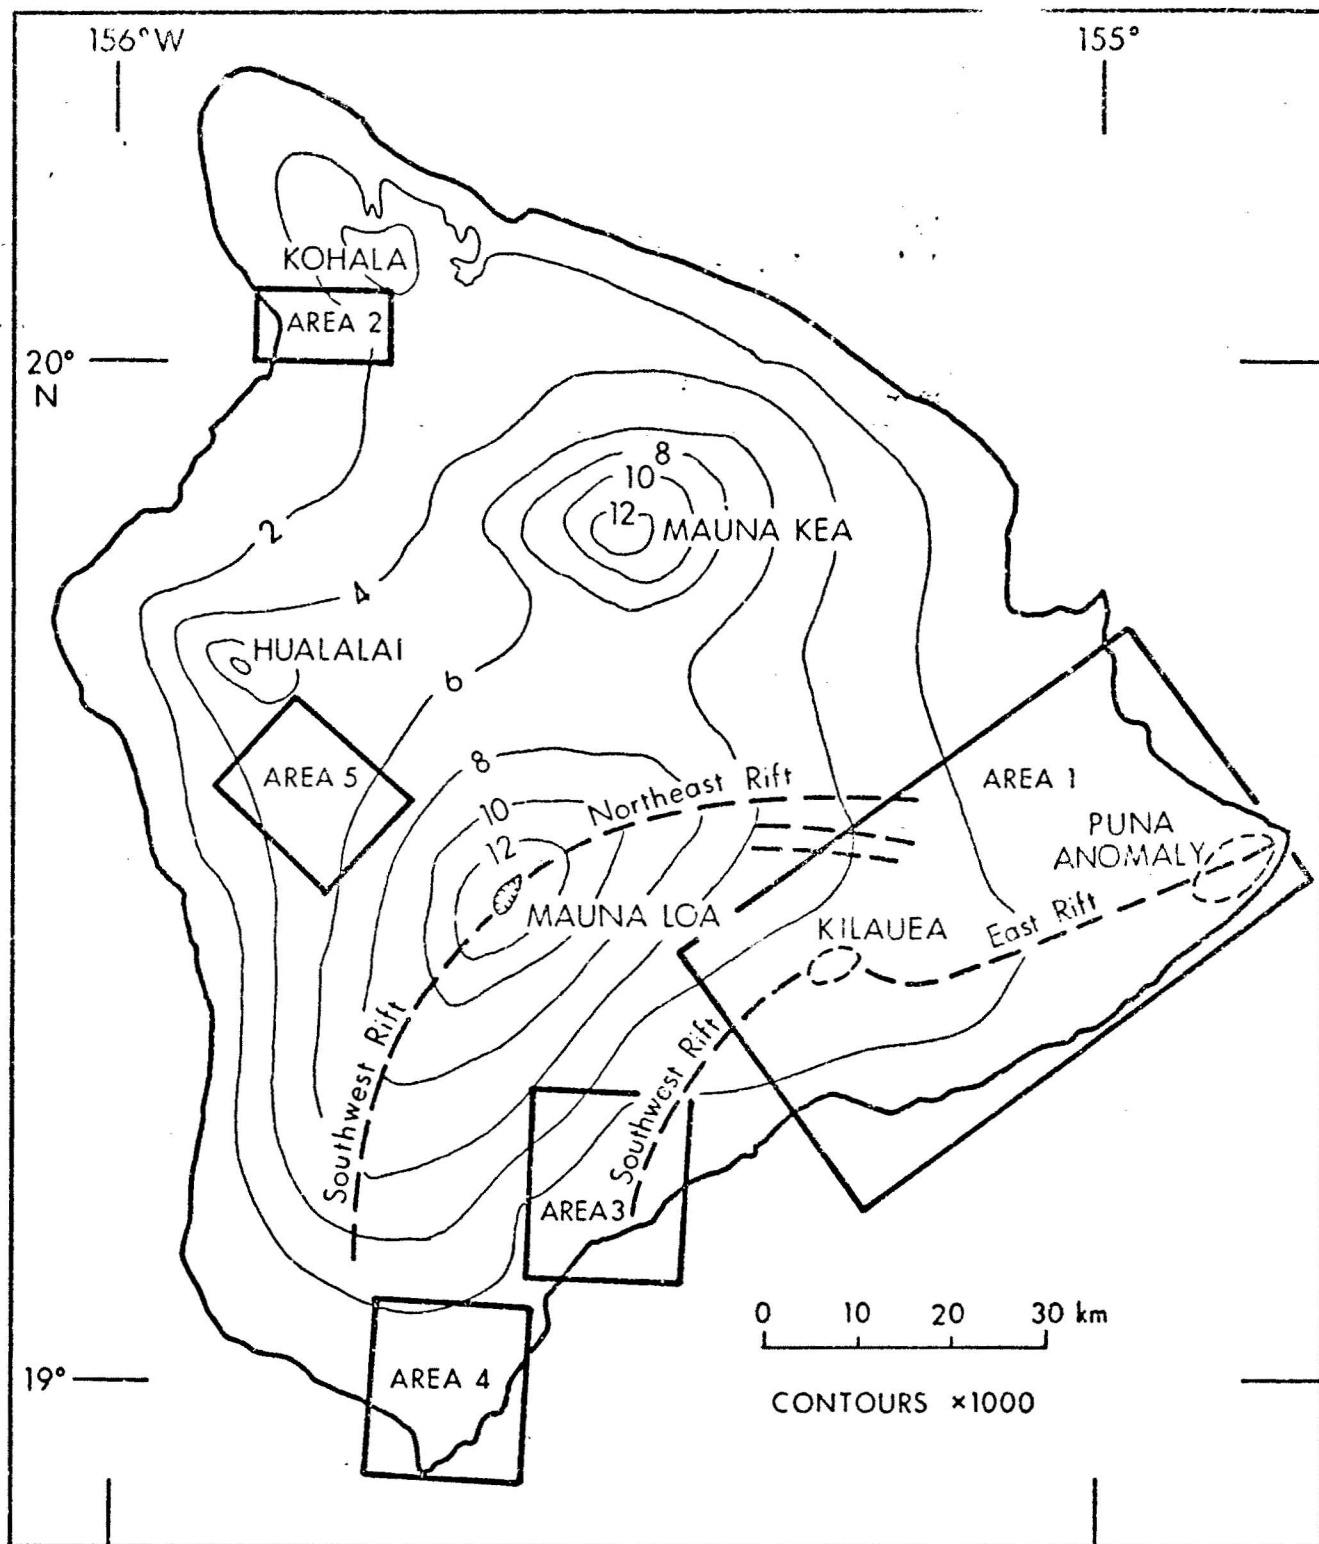 156°W
155°
KOHALA
AREA 2
20°
N
8
10
12
MAUNA KEA
2
4
HUALALAI
6
AREA 5
8
10
12
Northeast Rift
AREA 1
PUNA
ANOMALY
MAUNA LOA
KILAUEA
East Rift
Southwest Rift
Southwest Rift
AREA 3
0 10 20 30 km
19°
AREA 4
CONTOURS ×1000